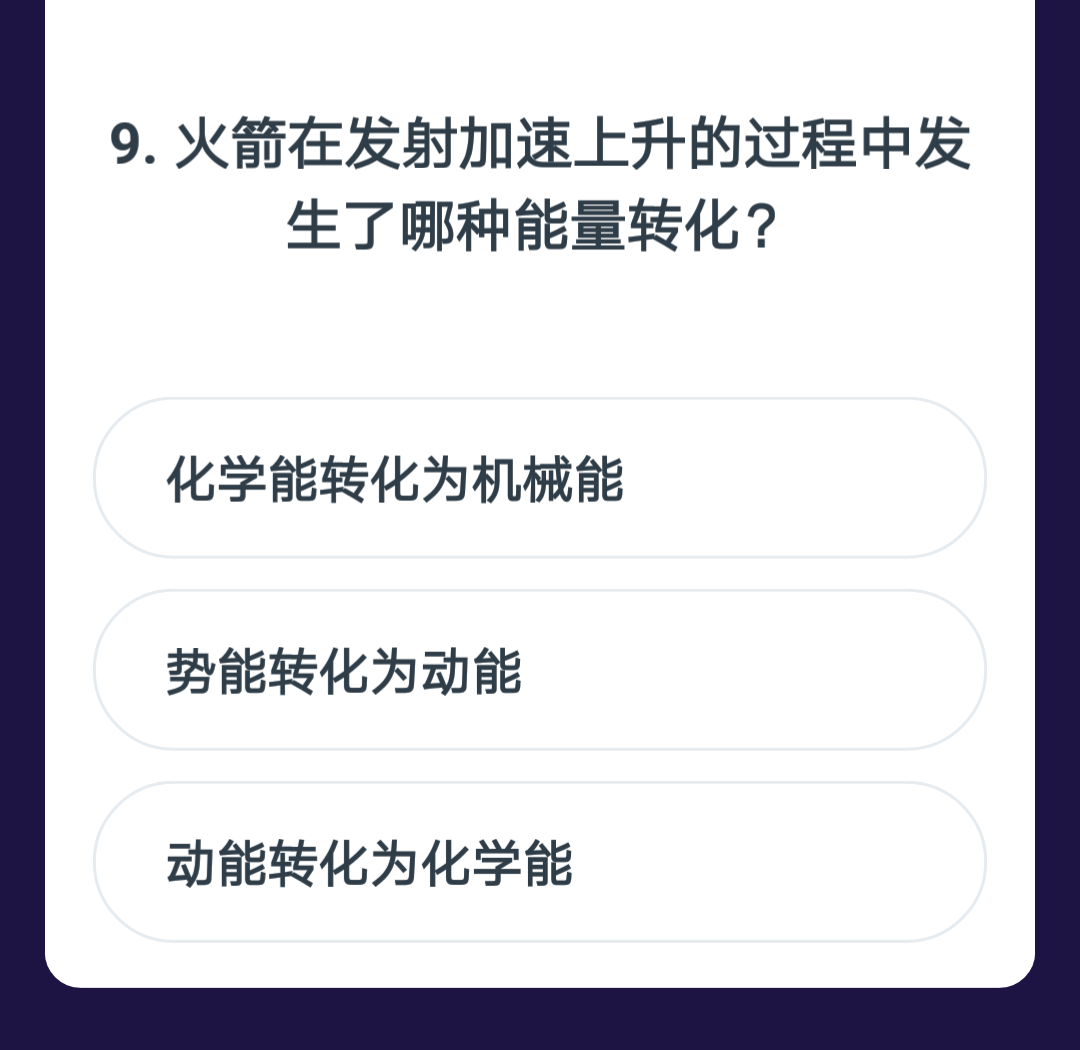 9. 火箭在发射加速上升的过程中发
生了哪种能量转化？
化学能转化为机械能
势能转化为动能
动能转化为化学能